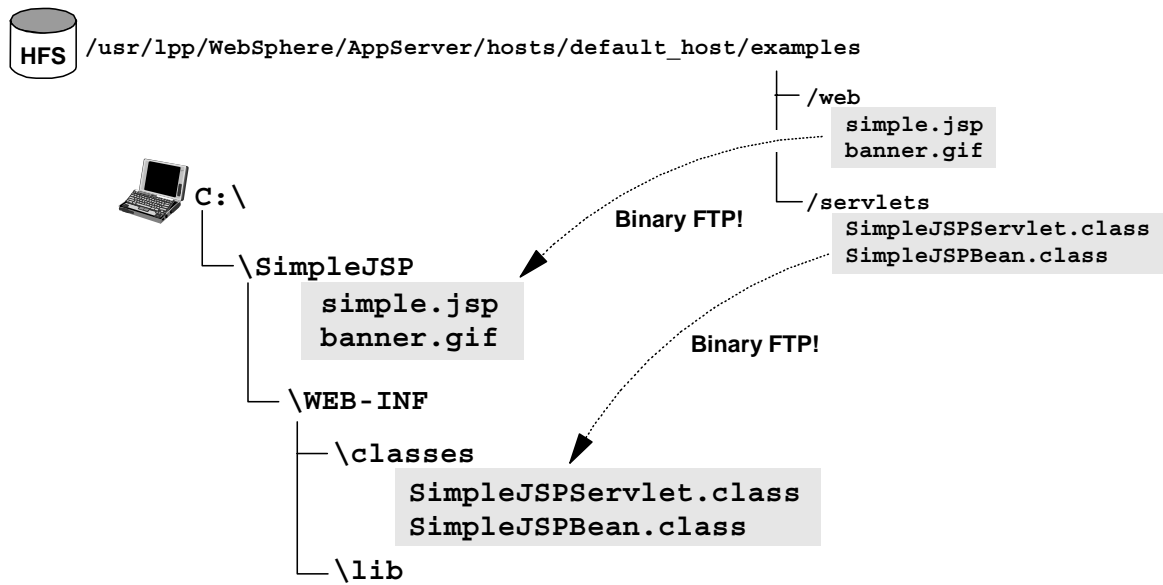 HFS
/usr/lpp/WebSphere/AppServer/hosts/default_host/examples
/web
simple.jsp
banner.gif
/servlets
SimpleJSPServlet.class
SimpleJSPBean.class
Binary FTP!
C:\
\SimpleJSP
simple.jsp
banner.gif
Binary FTP!
\WEB-INF
\classes
SimpleJSPServlet.class
SimpleJSPBean.class
\lib